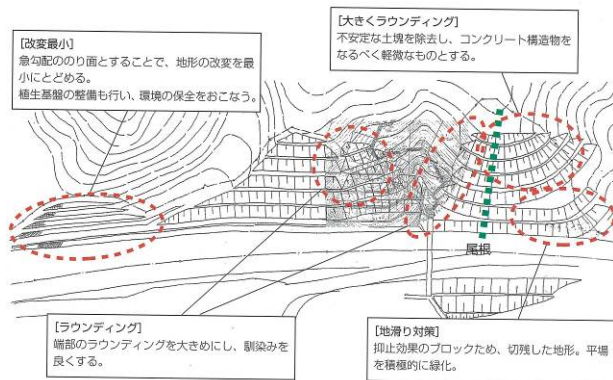 [改変最小]
急勾配ののり面とすることで、地形の改変を最
小にとどめる。
植生基盤の整備も行い、環境の保全をおこなう。
[大きくラウンディング]
不安定な土塊を除去し、コンクリート構造物を
なるべく軽微なものとする。
尾根
[ラウンディング]
端部のラウンディングを大きめにし、馴染みを
良くする。
[地滑り対策]
抑止効果のブロックため、切残した地形。平場
を積極的に緑化。